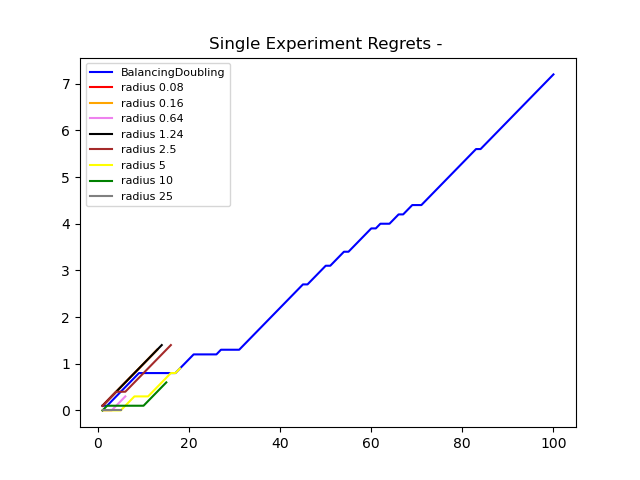 Single Experiment Regrets -
BalancingDoubling
radius 0.08
radius 0.16
radius 0.64
radius 1.24
radius 2.5
radius 5
radius 10
radius 25
7
6
5
4
3
2
1
0
0 20 40 60 80 100